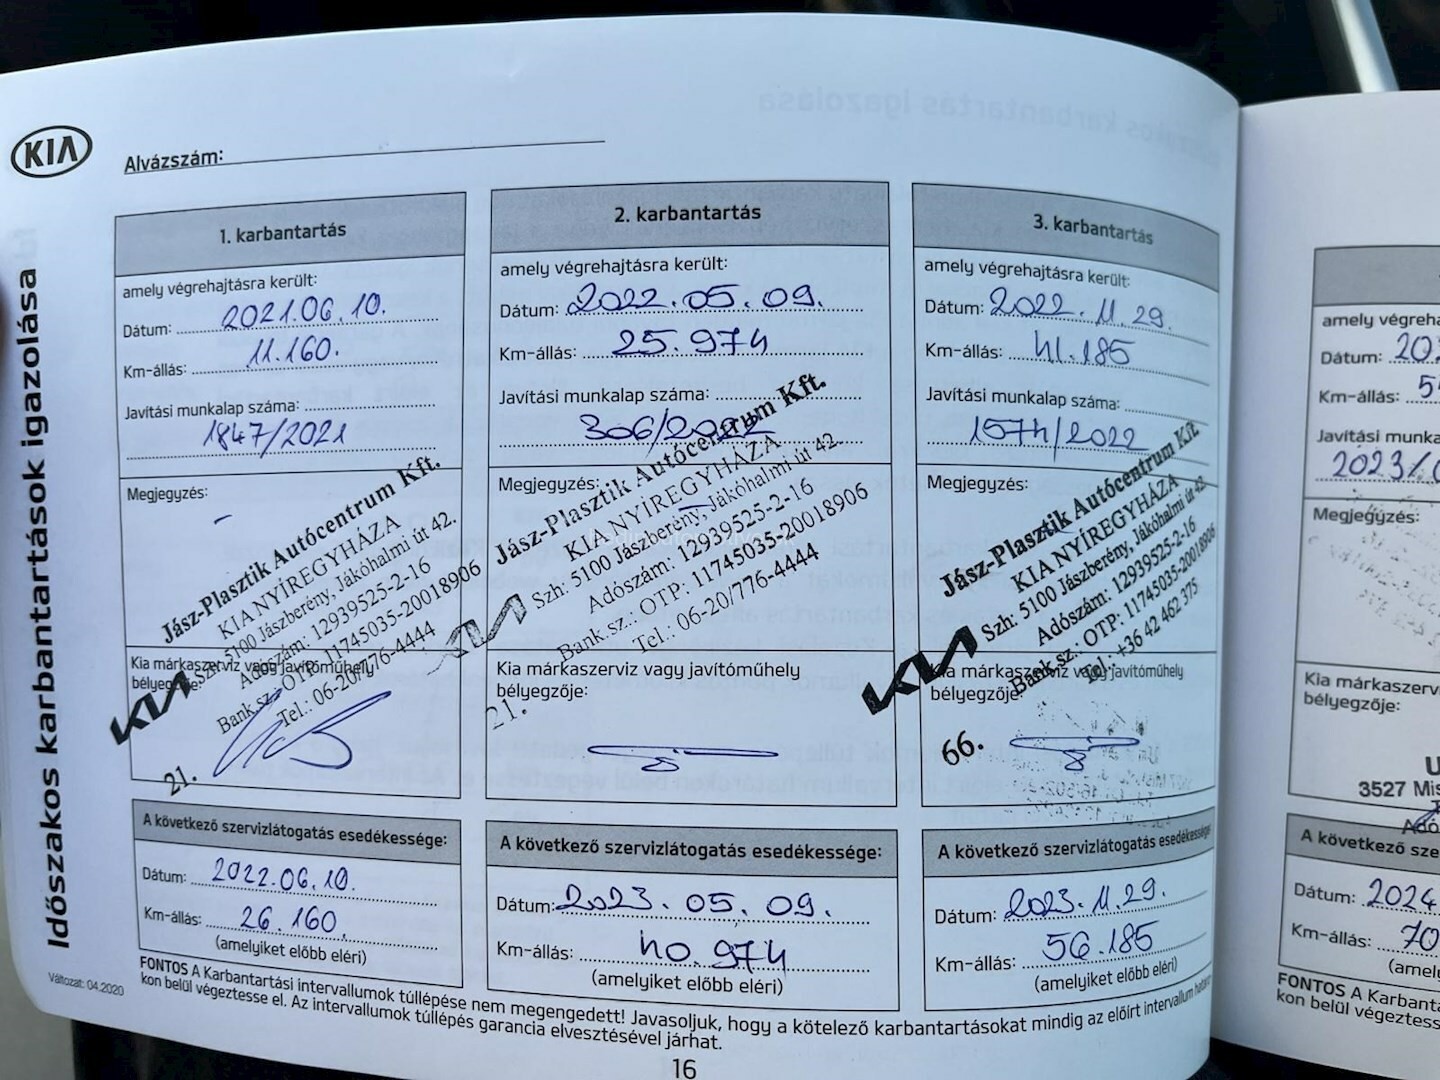 KIA
Alvázszám:
Időszakos karbantartások igazolása
1. karbantartás
amely végrehajtásra került:
Dátum: 2021.06.10.
Km-állás: 11.160.
Javítási munkalap száma:
1847/2021
Megjegyzés: -
Jász-Plasztik Autócentrum Kft.
KIA NYÍREGYHÁZA
Szh: 5100 Jászberény, Jákóhalmi út 42.
Adószám: 12939525-2-16
Bank.sz.: OTP: 11745035-20018906
Tel.: 06-20/776-4444
KIA
21.
Kia márkaszerviz vagy javítóműhely
bélyegzője:
A következő szervizlátogatás esedékessége:
Dátum: 2022.06.10.
Km-állás: 26.160.
(amelyiket előbb eléri)
2. karbantartás
amely végrehajtásra került:
Dátum: 2022.05.09.
Km-állás: 25.974
Javítási munkalap száma:
306/2022
Megjegyzés: -
Jász-Plasztik Autócentrum Kft.
KIA NYÍREGYHÁZA
Szh: 5100 Jászberény, Jákóhalmi út 42.
Adószám: 12939525-2-16
Bank.sz.: OTP: 11745035-20018906
Tel.: 06-20/776-4444
KIA
21.
Kia márkaszerviz vagy javítóműhely
bélyegzője:
A következő szervizlátogatás esedékessége:
Dátum: 2023.05.09.
Km-állás: 40.974
(amelyiket előbb eléri)
3. karbantartás
amely végrehajtásra került:
Dátum: 2022.11.29.
Km-állás: 41.185
Javítási munkalap száma:
1574/2022
Megjegyzés:
Jász-Plasztik Autócentrum Kft.
KIA NYÍREGYHÁZA
Szh: 5100 Jászberény, Jákóhalmi út 42.
Adószám: 12939525-2-16
Bank.sz.: OTP: 11745035-20018906
Tel.: +36 42 462 375
KIA
66.
Kia márkaszerviz vagy javítóműhely
bélyegzője:
A következő szervizlátogatás esedékessége:
Dátum: 2023.11.29.
Km-állás: 56.185
(amelyiket előbb eléri)
Változat: 04.2020
FONTOS A Karbantartási intervallumok túllépése nem megengedett! Javasoljuk, hogy a kötelező karbantartásokat mindig az előírt intervallum
kon belül végeztesse el. Az intervallumok túllépés garancia elvesztésével járhat.
16
amely végreha
Dátum: 202
Km-állás: 5
Javítási munka
2023/0
Megjegyzés:
Kia márkaszerv
bélyegzője:
3527 Mis
Adó
A következő sze
Dátum: 2024
Km-állás: 70
(amel
FONTOS A Karbanta
kon belül végeztess